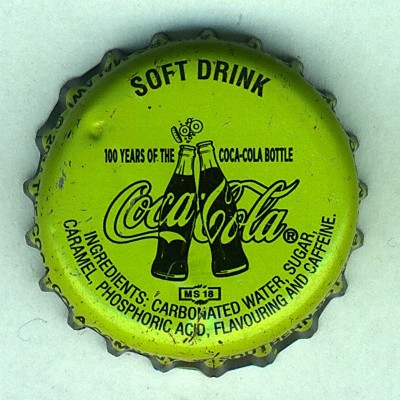 SOFT DRINK
100 YEARS OF THE COCA-COLA BOTTLE
Coca-Cola®
MS 18
INGREDIENTS: CARBONATED WATER, SUGAR,
CARAMEL, PHOSPHORIC ACID, FLAVOURING AND CAFFEINE.